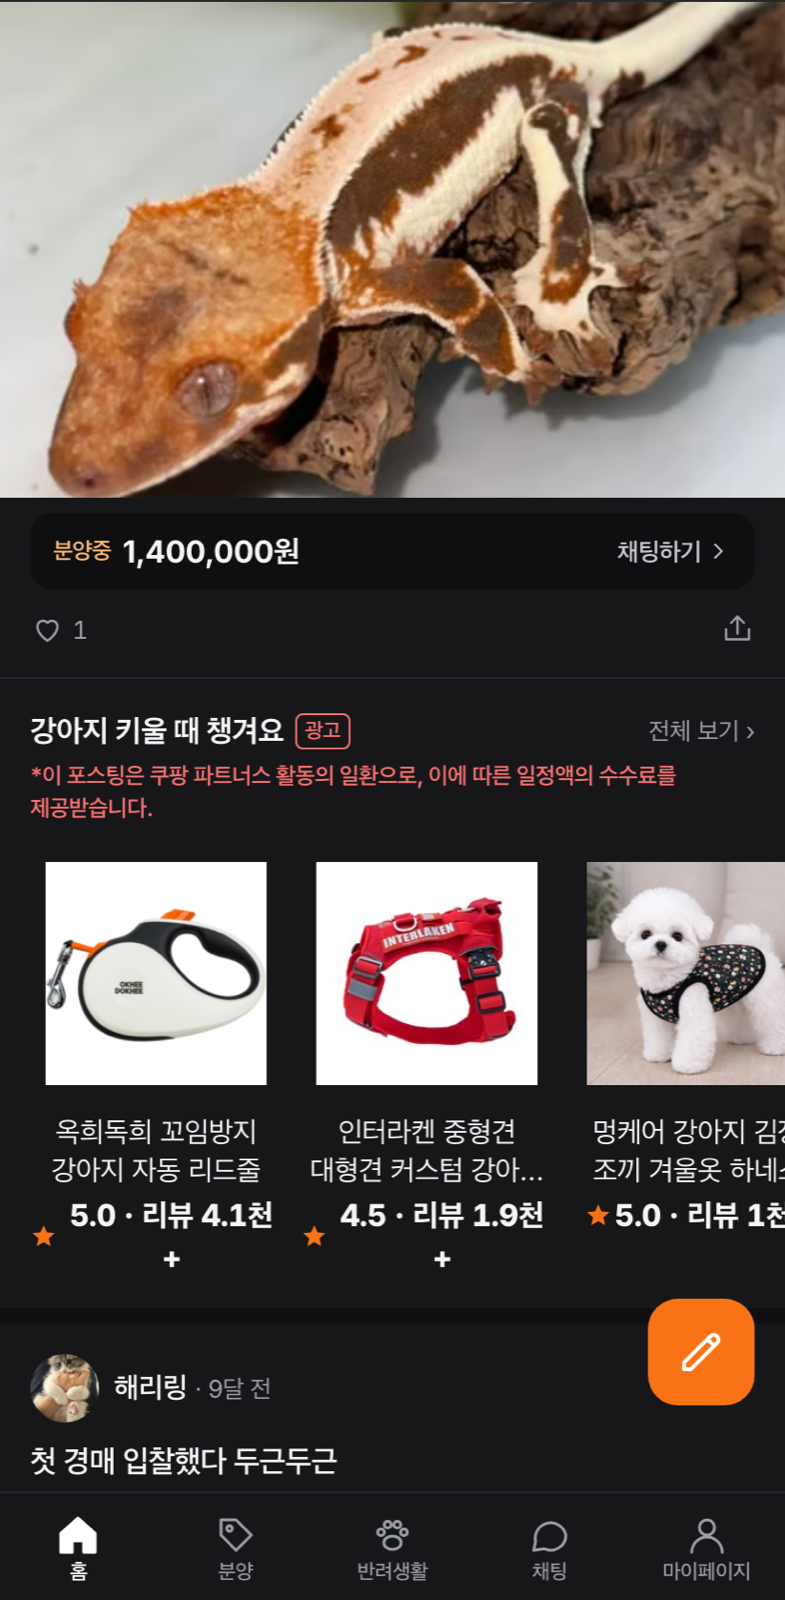 분양중 1,400,000원 채팅하기 >
1
강아지 키울 때 챙겨요 광고 전체 보기 ›
*이 포스팅은 쿠팡 파트너스 활동의 일환으로, 이에 따른 일정액의 수수료를
제공받습니다.
OKHEE
DOKHEE
INTERLAKEN
옥희독희 꼬임방지
강아지 자동 리드줄
5.0 · 리뷰 4.1천
+
인터라켄 중형견
대형견 커스텀 강아...
4.5 · 리뷰 1.9천
+
멍케어 강아지
조끼 겨울옷
5.0 · 리뷰 1천
해리링 · 9달 전
첫 경매 입찰했다 두근두근
홈 분양 반려생활 채팅 마이페이지